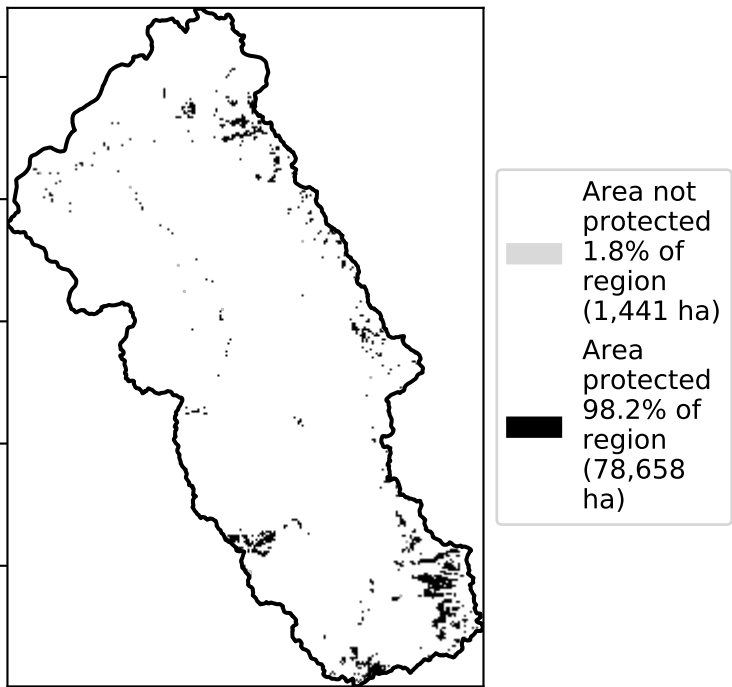 Area not
protected
1.8% of
region
(1,441 ha)
Area
protected
98.2% of
region
(78,658
ha)